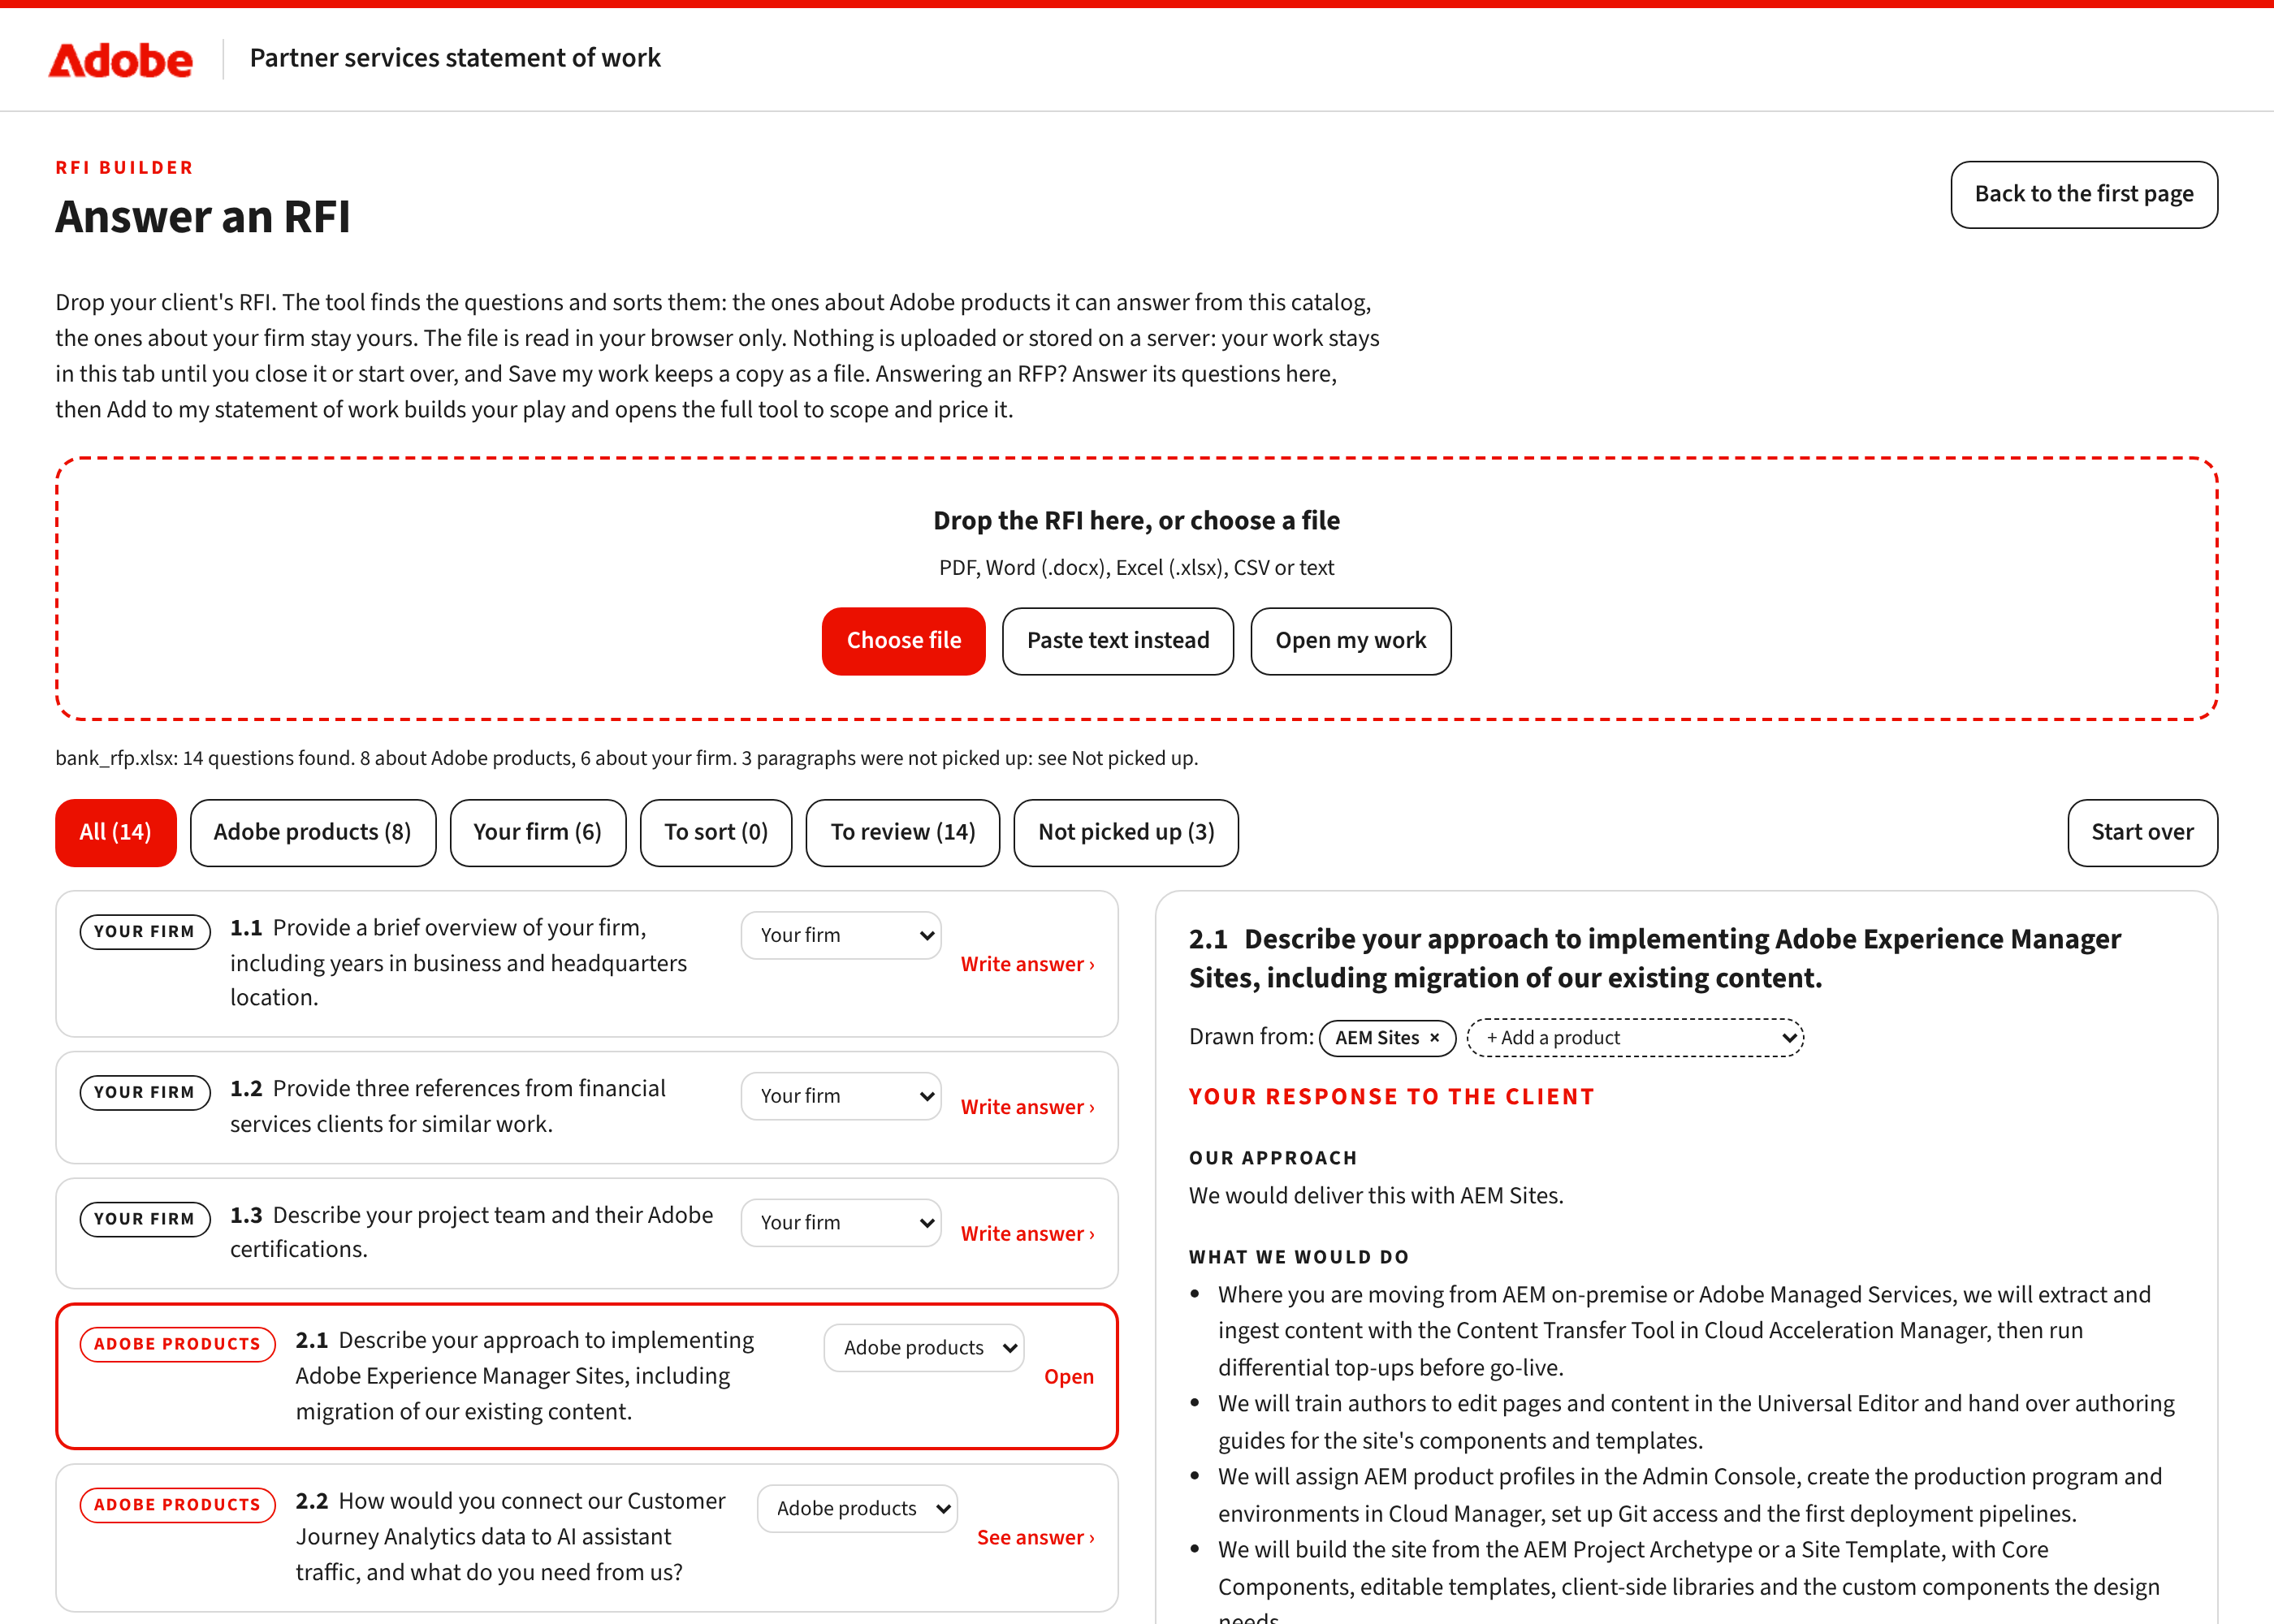 Adobe
Partner services statement of work
RFI BUILDER
Answer an RFI
Back to the first page
Drop your client's RFI. The tool finds the questions and sorts them: the ones about Adobe products it can answer from this catalog,
the ones about your firm stay yours. The file is read in your browser only. Nothing is uploaded or stored on a server: your work stays
in this tab until you close it or start over, and Save my work keeps a copy as a file. Answering an RFP? Answer its questions here,
then Add to my statement of work builds your play and opens the full tool to scope and price it.
Drop the RFI here, or choose a file
PDF, Word (.docx), Excel (.xlsx), CSV or text
Choose file
Paste text instead
Open my work
bank_rfp.xlsx: 14 questions found. 8 about Adobe products, 6 about your firm. 3 paragraphs were not picked up: see Not picked up.
All (14)
Adobe products (8)
Your firm (6)
To sort (0)
To review (14)
Not picked up (3)
Start over
YOUR FIRM
1.1 Provide a brief overview of your firm,
including years in business and headquarters
location.
Your firm
Write answer ›
YOUR FIRM
1.2 Provide three references from financial
services clients for similar work.
Your firm
Write answer ›
YOUR FIRM
1.3 Describe your project team and their Adobe
certifications.
Your firm
Write answer ›
ADOBE PRODUCTS
2.1 Describe your approach to implementing
Adobe Experience Manager Sites, including
migration of our existing content.
Adobe products
Open
ADOBE PRODUCTS
2.2 How would you connect our Customer
Journey Analytics data to AI assistant
traffic, and what do you need from us?
Adobe products
See answer ›
2.1 Describe your approach to implementing Adobe Experience Manager
Sites, including migration of our existing content.
Drawn from: AEM Sites × + Add a product
YOUR RESPONSE TO THE CLIENT
OUR APPROACH
We would deliver this with AEM Sites.
WHAT WE WOULD DO
• Where you are moving from AEM on-premise or Adobe Managed Services, we will extract and
ingest content with the Content Transfer Tool in Cloud Acceleration Manager, then run
differential top-ups before go-live.
• We will train authors to edit pages and content in the Universal Editor and hand over authoring
guides for the site's components and templates.
• We will assign AEM product profiles in the Admin Console, create the production program and
environments in Cloud Manager, set up Git access and the first deployment pipelines.
• We will build the site from the AEM Project Archetype or a Site Template, with Core
Components, editable templates, client-side libraries and the custom components the design
needs